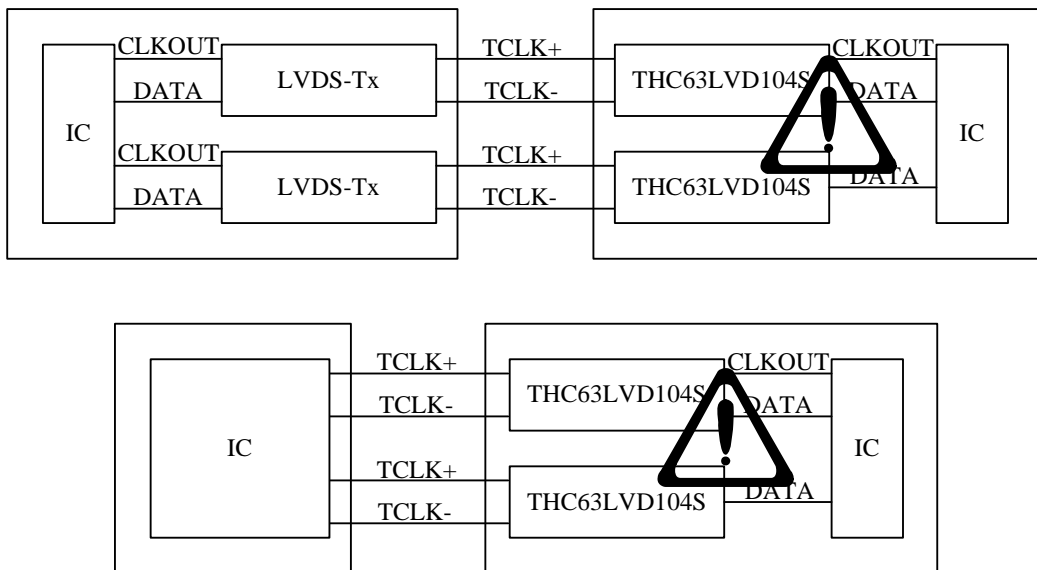 CLKOUT TCLK+ CLKOUT
LVDS-Tx THC63LVD104S
DATA TCLK- DATA
IC IC
CLKOUT TCLK+
LVDS-Tx THC63LVD104S DATA
DATA TCLK-
TCLK+ CLKOUT
THC63LVD104S
TCLK- DATA
IC IC
TCLK+
THC63LVD104S DATA
TCLK-